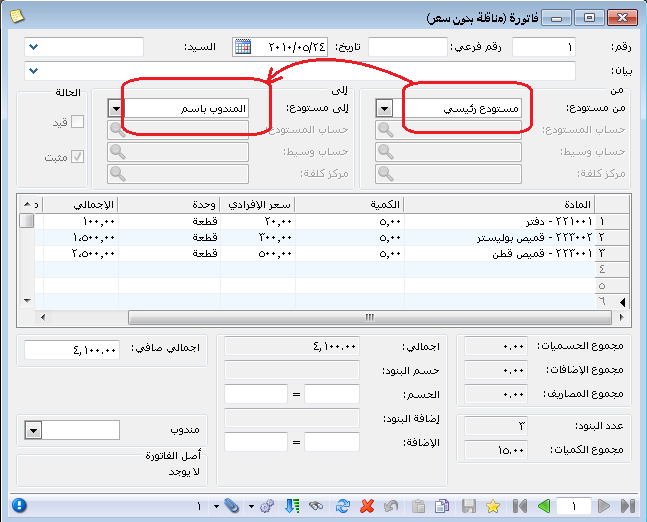 فاتورة (مناقلة بدون سعر)
رقم: ١ رقم فرعي: تاريخ: ٢٠١٠/٠٥/٢٤ السيد:
بيان:
من إلى الحالة
من مستودع: مستودع رئيسي إلى مستودع: المندوب باسم
حساب المستودع: حساب المستودع: قيد
حساب وسيط: حساب وسيط: مثبت
مركز كلفة: مركز كلفة:
المادة الكمية سعر الإفرادي وحدة الإجمالي
١ ٢٢١٠٠١ - دفتر ٥,٠٠ ٢٠,٠٠ قطعة ١٠٠,٠٠
٢ ٢٢٣٠٠٢ - قميص بوليستر ٥,٠٠ ٣٠٠,٠٠ قطعة ١,٥٠٠,٠٠
٣ ٢٢٣٠٠١ - قميص قطن ٥,٠٠ ٥٠٠,٠٠ قطعة ٢,٥٠٠,٠٠
٤
٥
٦
مجموع الحسميات: ٠.٠٠ اجمالي: ٤,١٠٠.٠٠ اجمالي صافي: ٤,١٠٠.٠٠
مجموع الإضافات: ٠.٠٠ حسم البنود:
مجموع المصاريف: ٠.٠٠ الحسم: =
عدد البنود: ٣ إضافة البنود: مندوب
مجموع الكميات: ١٥.٠٠ الإضافة: =
أصل الفاتورة
لا يوجد
١ ١